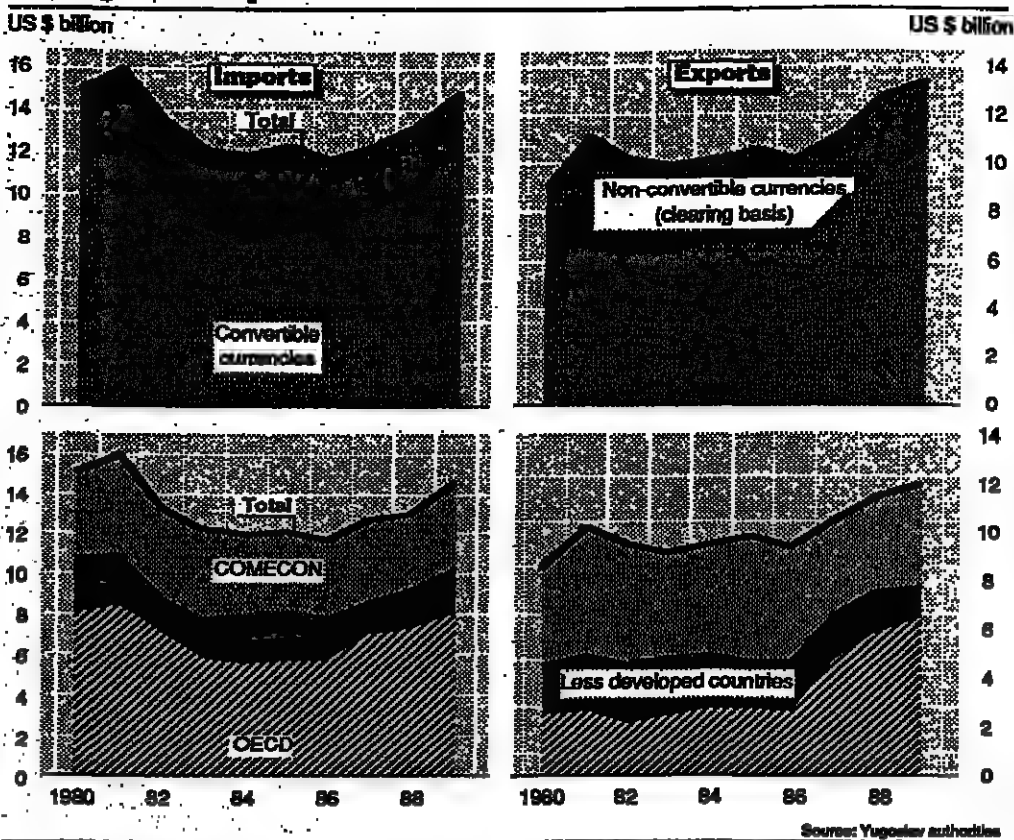 US $ billion
US $ billion
Imports
Exports
16
14
12
10
8
6
4
2
0
Total
Convertible
currencies
14
12
10
8
6
4
2
0
Non-convertible currencies
(clearing basis)
16
14
12
10
8
6
4
2
0
Total
COMECON
OECD
14
12
10
8
6
4
2
0
Less developed countries
1980 82 84 86 88
1980 82 84 86 88
Source: Yugoslav authorities